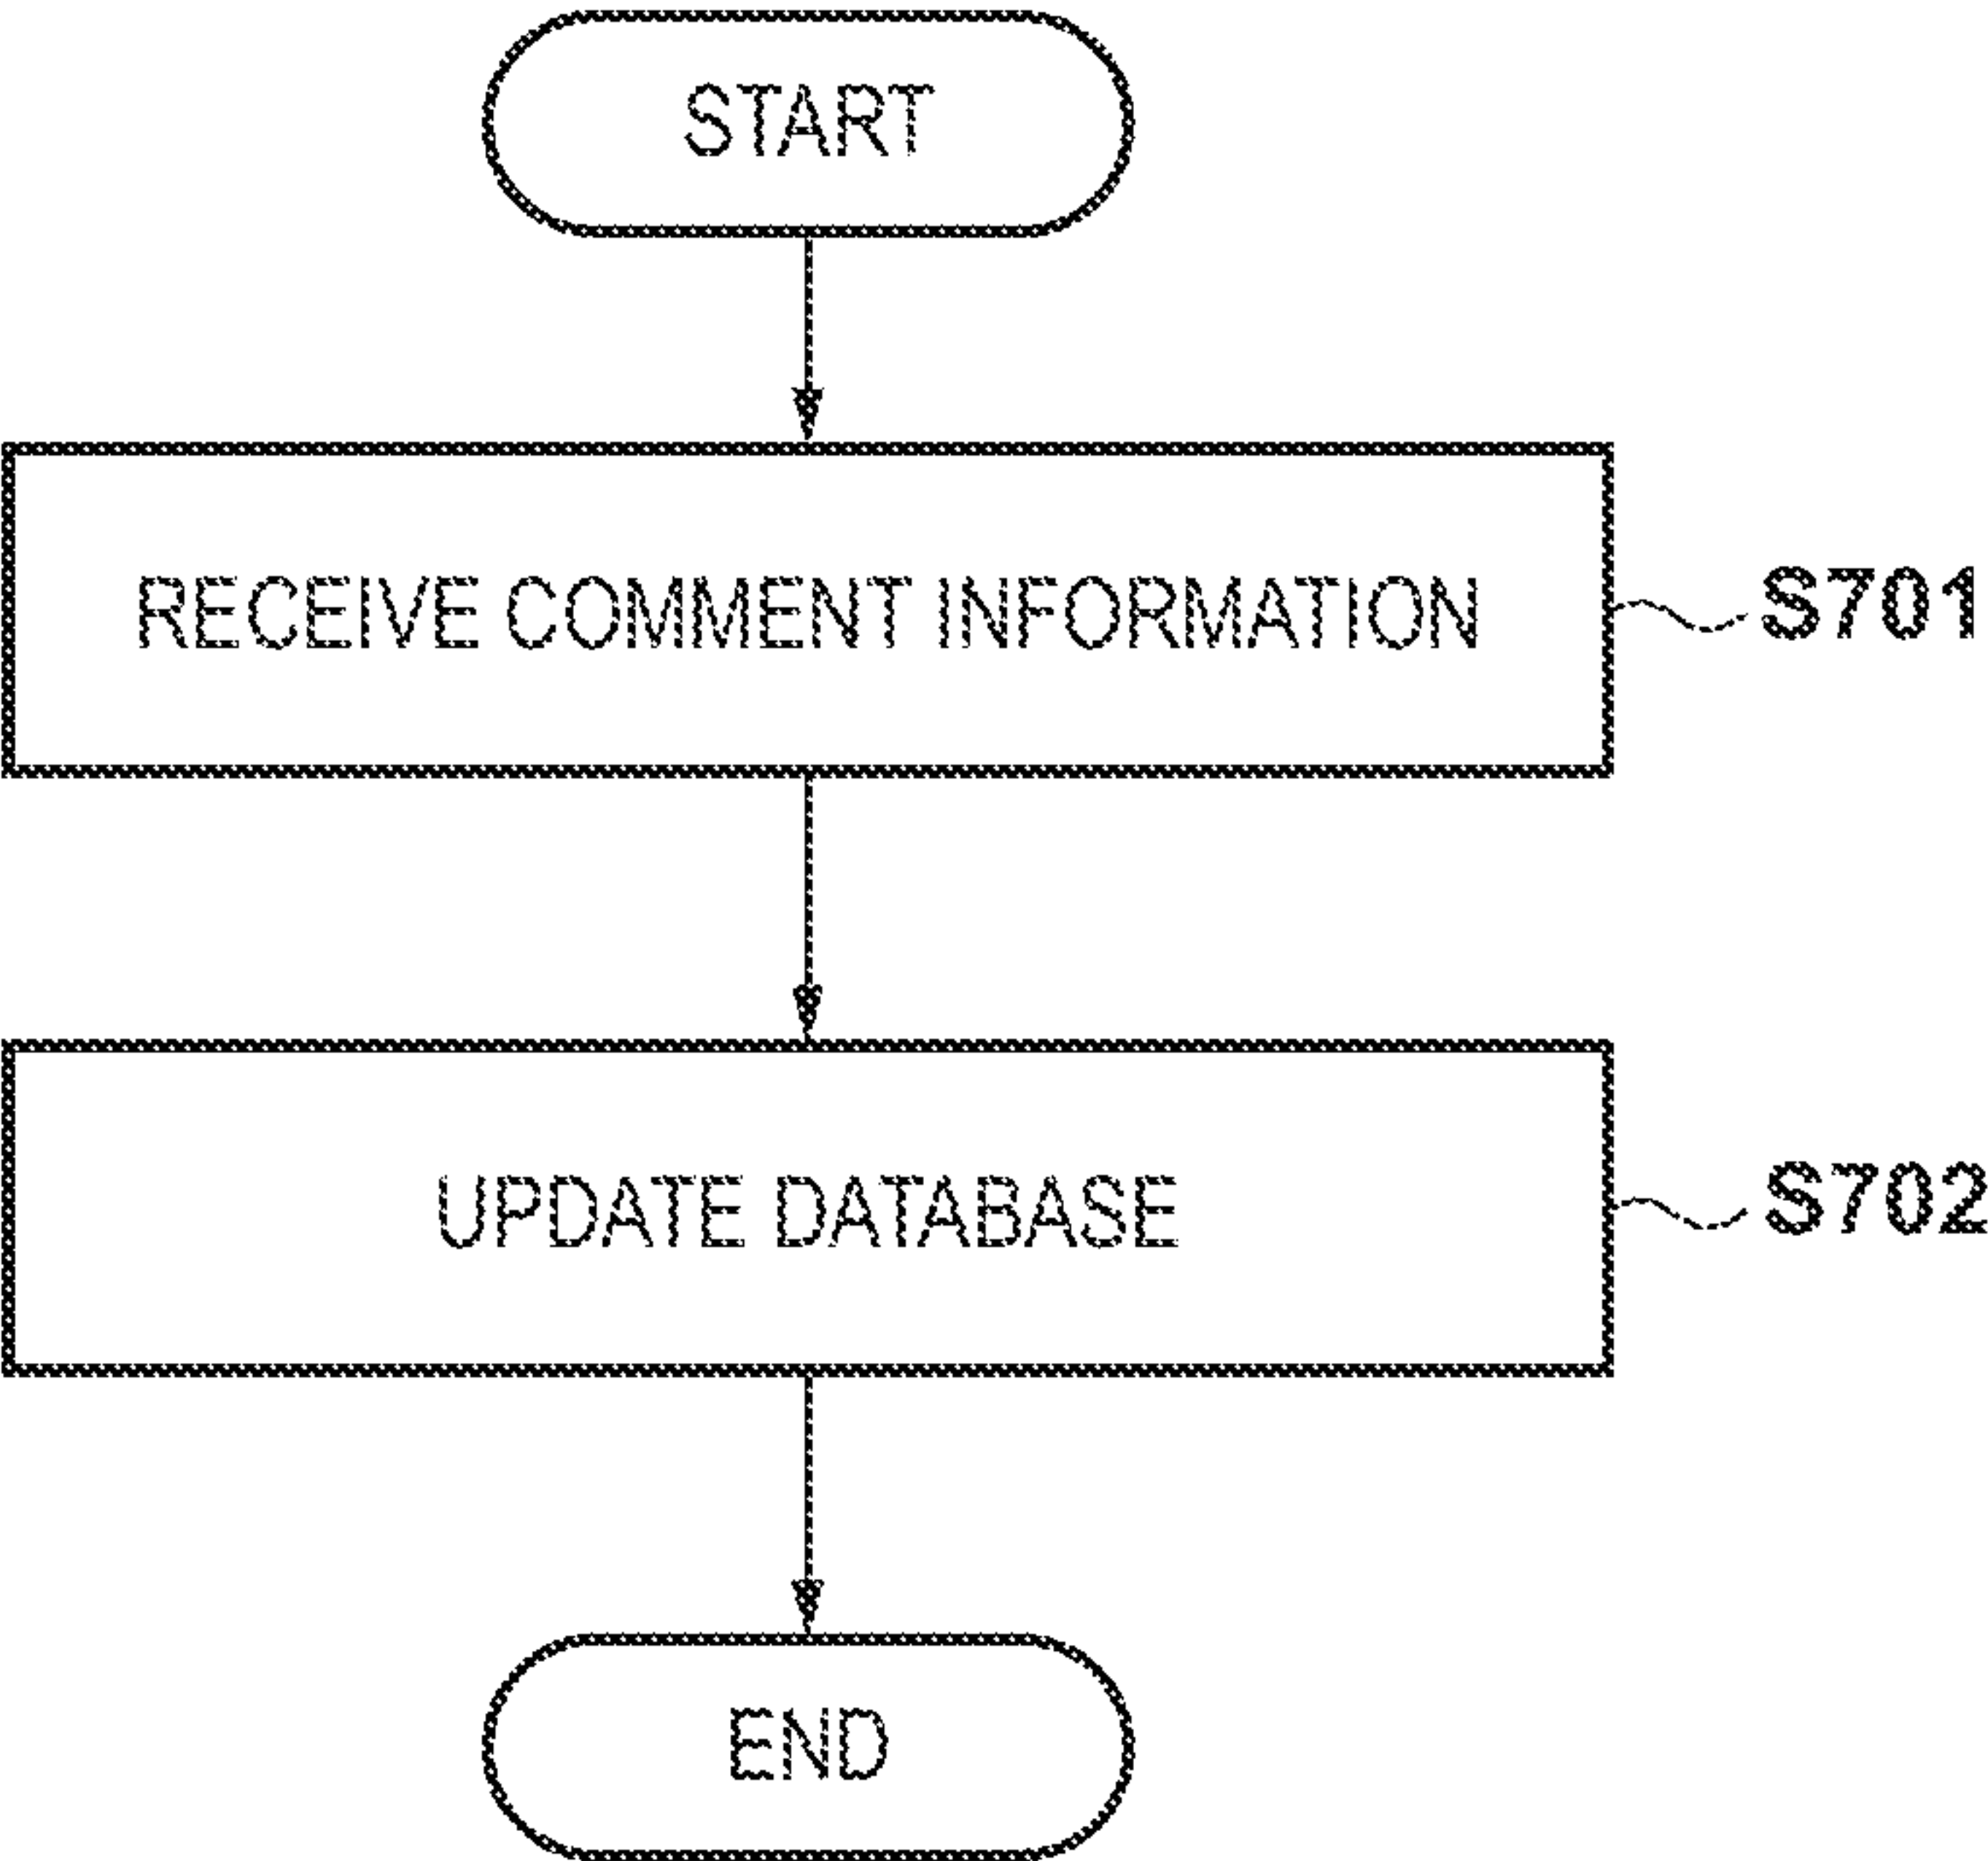 START
RECEIVE COMMENT INFORMATION
S701
UPDATE DATABASE
S702
END